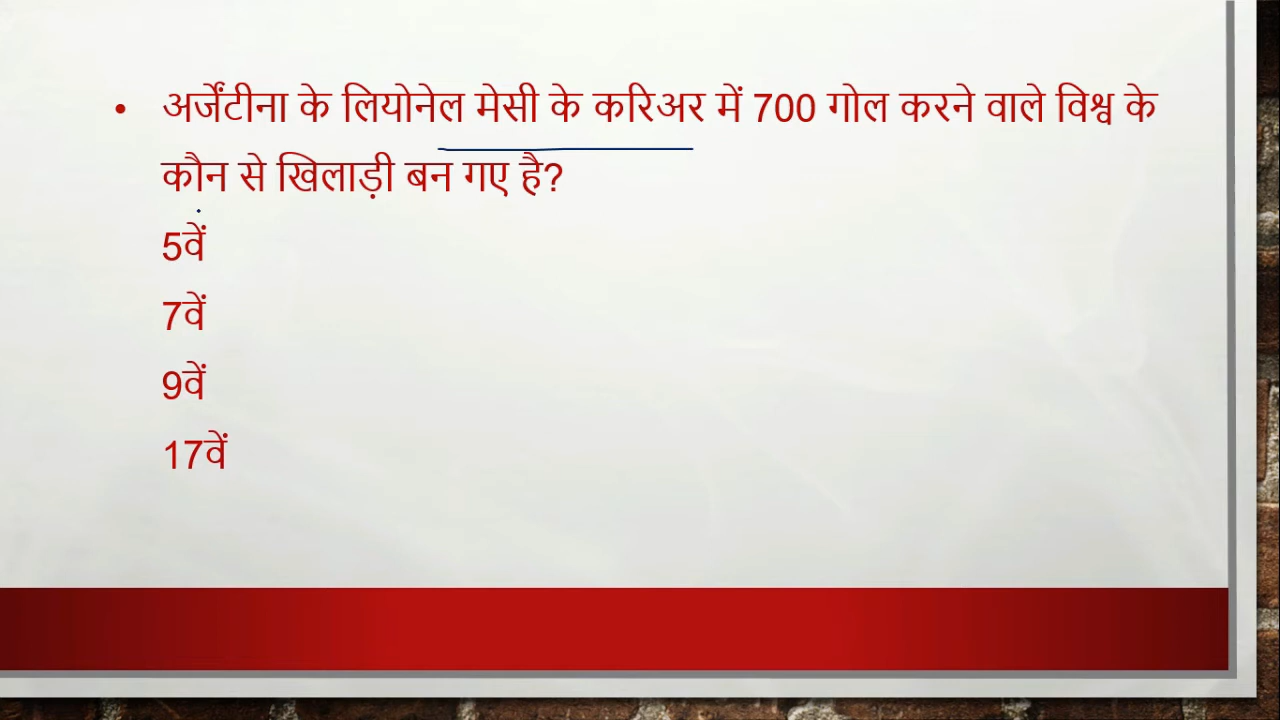 • अर्जेंटीना के लियोनेल मेसी के करिअर में 700 गोल करने वाले विश्व के
कौन से खिलाड़ी बन गए है?
5वें
7वें
9वें
17वें